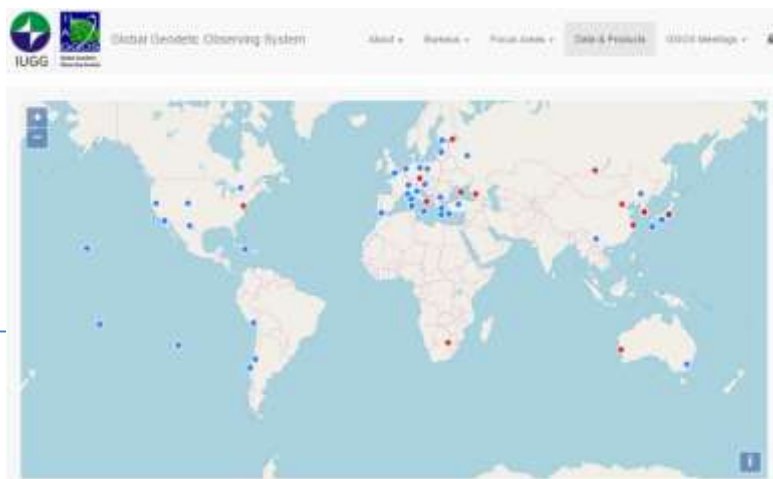 Global Geodetic Observing System
About Bureaus Focus Areas Data & Products GGOS Meetings
IUGG
+
-
i